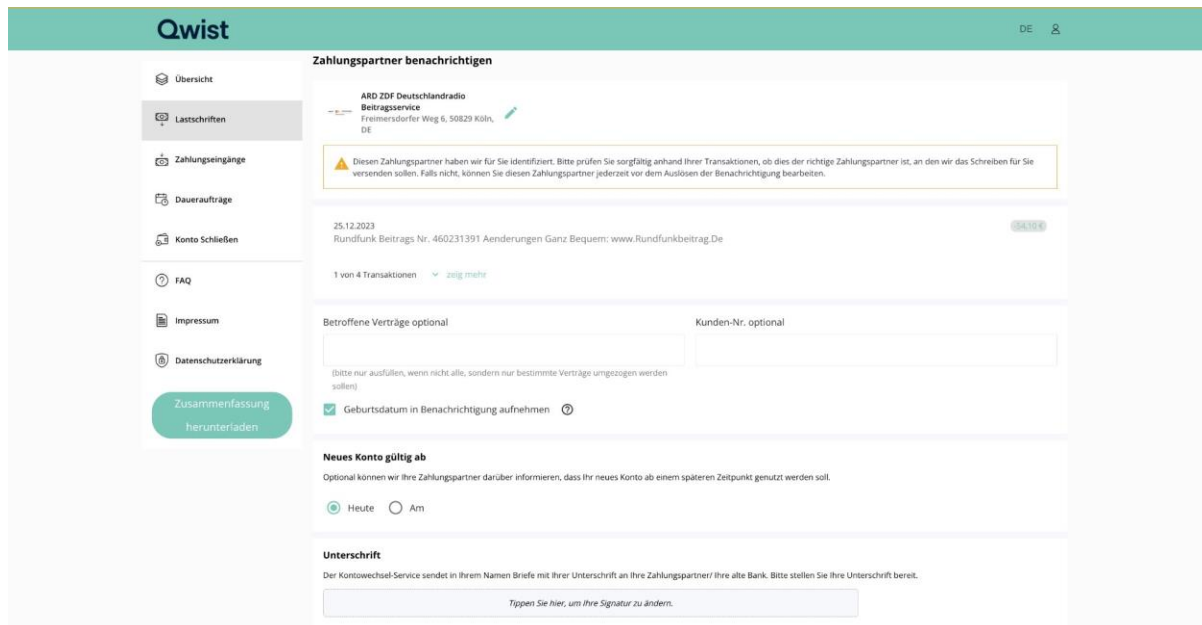 Qwist
DE
Übersicht
Lastschriften
Zahlungseingänge
Daueraufträge
Konto Schließen
FAQ
Impressum
Datenschutzerklärung
Zusammenfassung
herunterladen
Zahlungspartner benachrichtigen
ARD ZDF Deutschlandradio
Beitragsservice
Freimersdorfer Weg 6, 50829 Köln,
DE
Diesen Zahlungspartner haben wir für Sie identifiziert. Bitte prüfen Sie sorgfältig anhand Ihrer Transaktionen, ob dies der richtige Zahlungspartner ist, an den wir das Schreiben für Sie
versenden sollen. Falls nicht, können Sie diesen Zahlungspartner jederzeit vor dem Auslösen der Benachrichtigung bearbeiten.
25.12.2023
-54,10 €
Rundfunk Beitrags Nr. 460231391 Aenderungen Ganz Bequem: www.Rundfunkbeitrag.De
1 von 4 Transaktionen zeig mehr
Betroffene Verträge optional
Kunden-Nr. optional
(bitte nur ausfüllen, wenn nicht alle, sondern nur bestimmte Verträge umgezogen werden
sollen)
Geburtsdatum in Benachrichtigung aufnehmen
Neues Konto gültig ab
Optional können wir Ihre Zahlungspartner darüber informieren, dass Ihr neues Konto ab einem späteren Zeitpunkt genutzt werden soll.
Heute Am
Unterschrift
Der Kontowechsel-Service sendet in Ihrem Namen Briefe mit Ihrer Unterschrift an Ihre Zahlungspartner/ Ihre alte Bank. Bitte stellen Sie Ihre Unterschrift bereit.
Tippen Sie hier, um Ihre Signatur zu ändern.